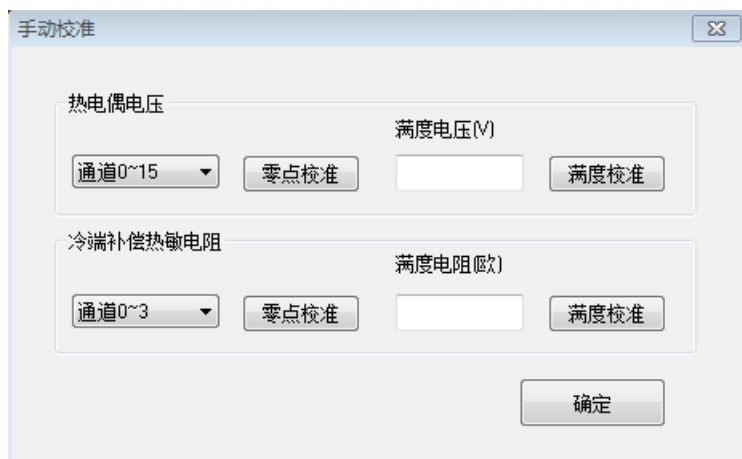 手动校准
热电偶电压
满度电压(V)
通道0~15 零点校准 满度校准
冷端补偿热敏电阻
满度电阻(欧)
通道0~3 零点校准 满度校准
确定